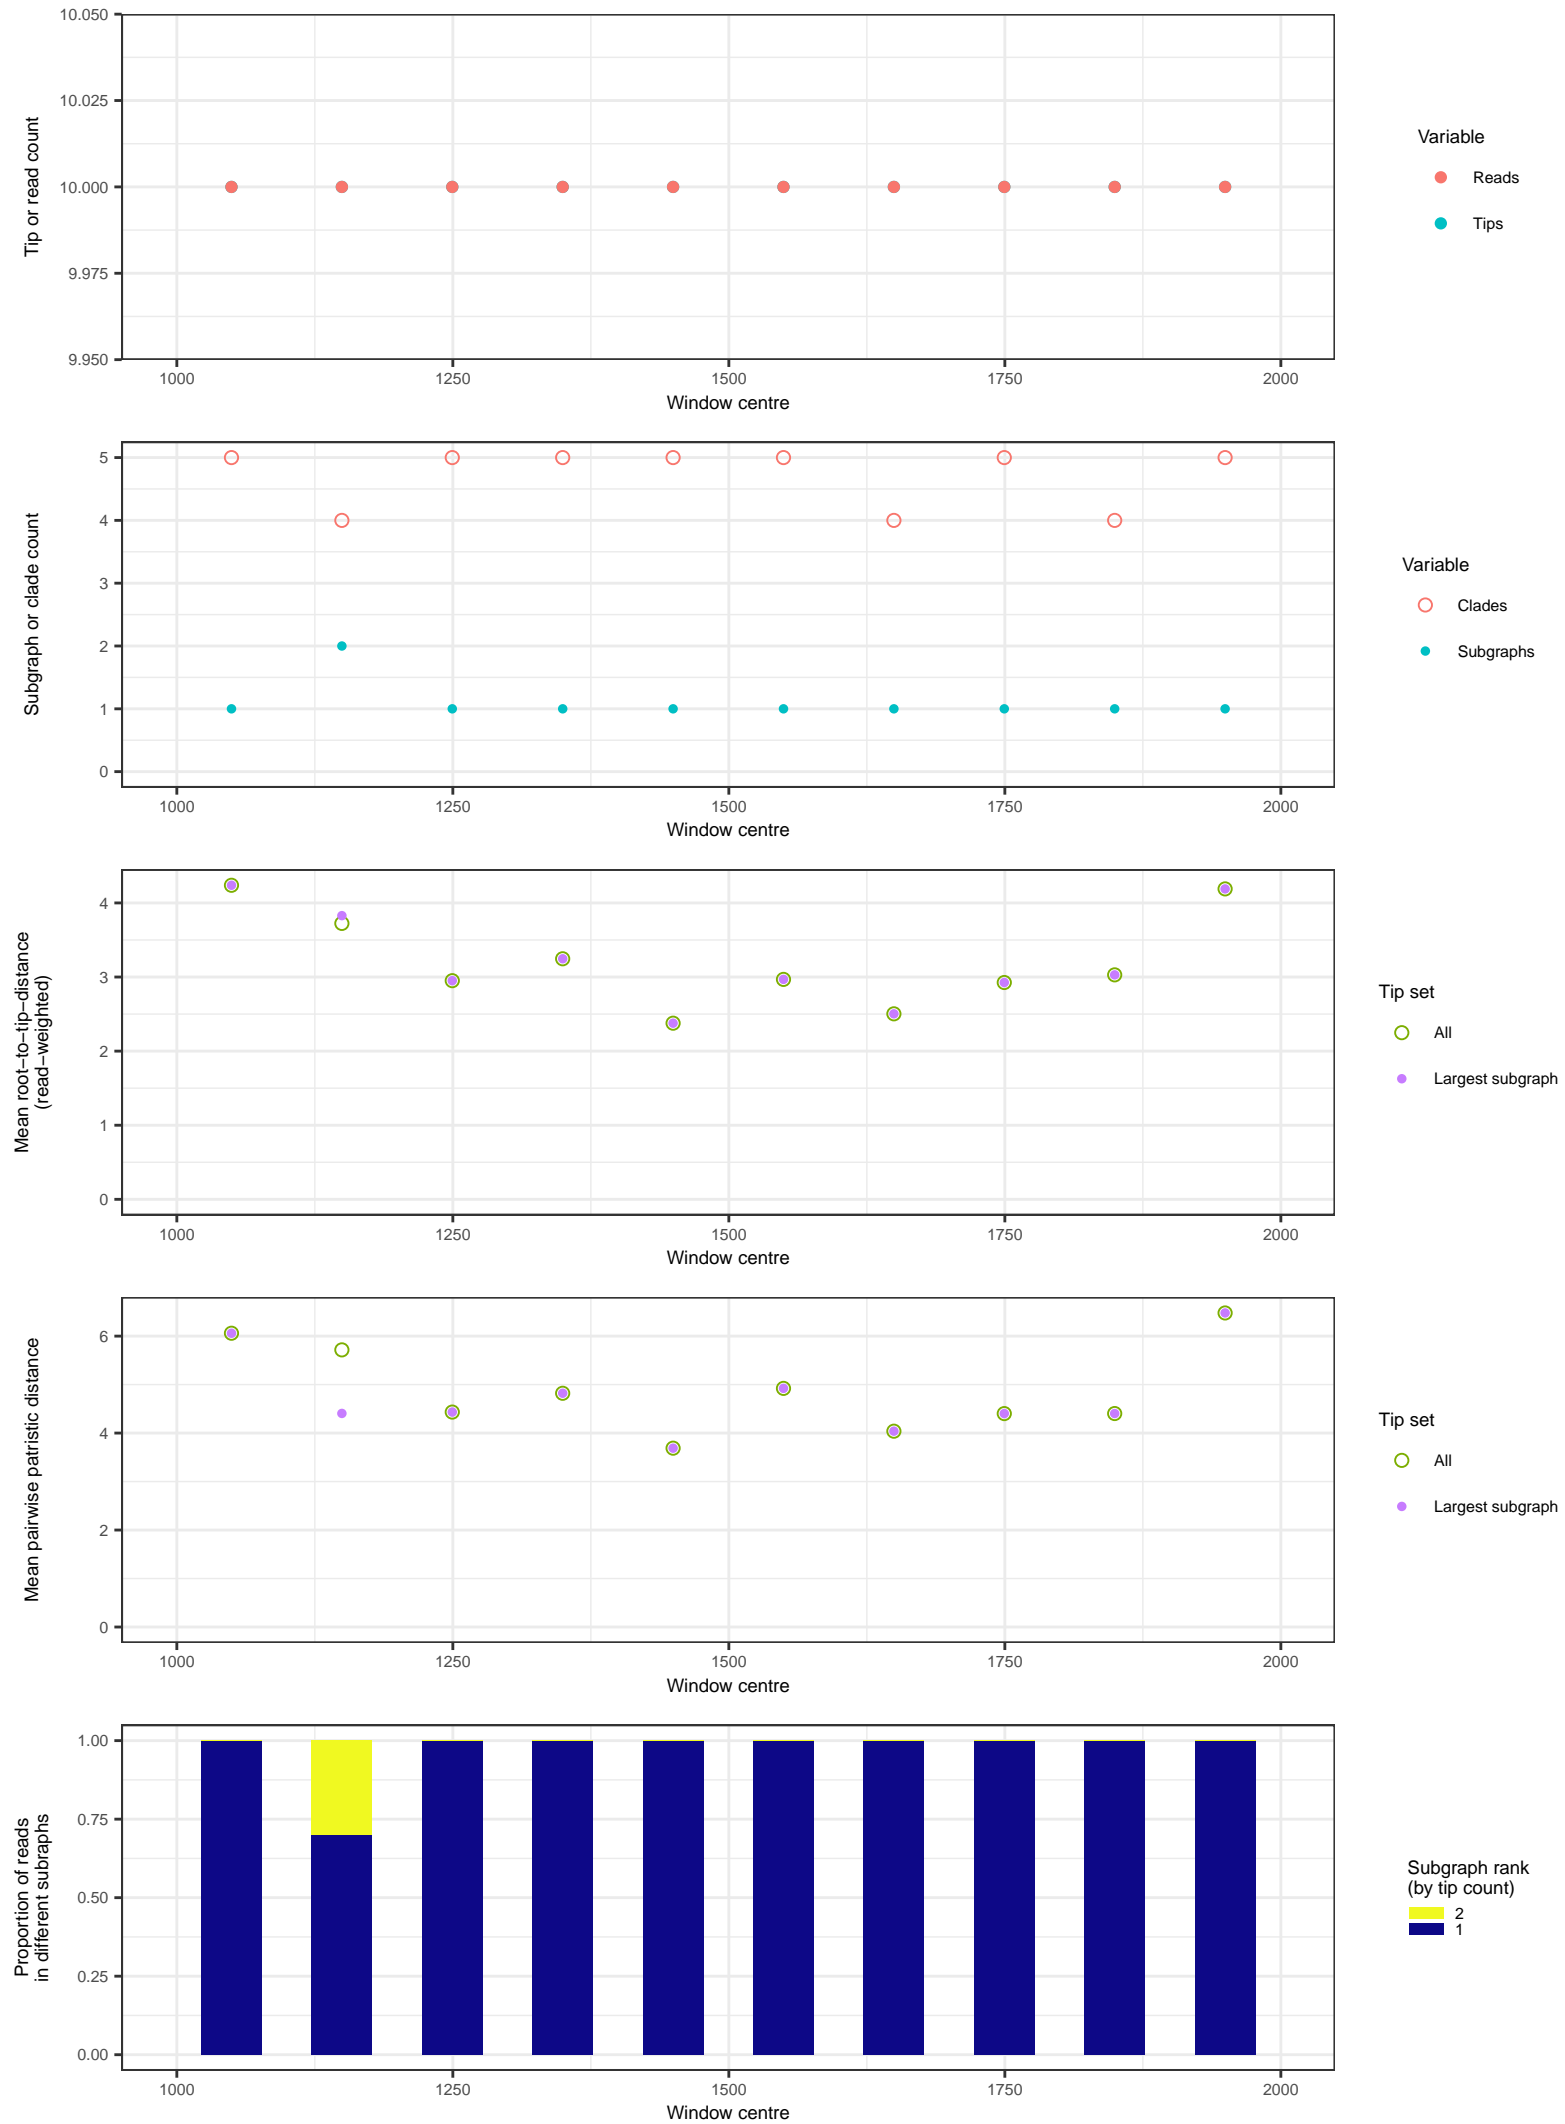 10.050
10.025
10.000
9.975
9.950
Tip or read count
1000 1250 1500 1750 2000
Window centre
Variable
Reads
Tips
5
4
3
2
1
0
Subgraph or clade count
1000 1250 1500 1750 2000
Window centre
Variable
Clades
Subgraphs
4
3
2
1
0
Mean root−to−tip−distance
(read−weighted)
1000 1250 1500 1750 2000
Window centre
Tip set
All
Largest subgraph
6
4
2
0
Mean pairwise patristic distance
1000 1250 1500 1750 2000
Window centre
Tip set
All
Largest subgraph
1.00
0.75
0.50
0.25
0.00
Proportion of reads
in different subraphs
1000 1250 1500 1750 2000
Window centre
Subgraph rank
(by tip count)
2
1